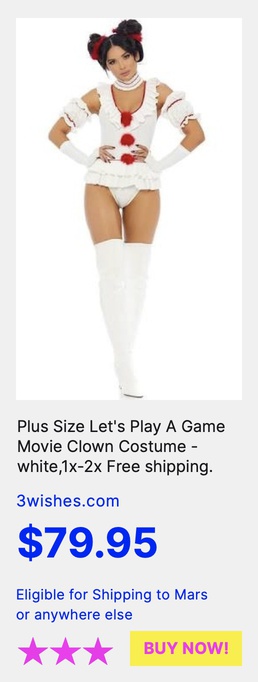 Plus Size Let's Play A Game
Movie Clown Costume -
white,1x-2x Free shipping.
3wishes.com
$79.95
Eligible for Shipping to Mars
or anywhere else
BUY NOW!